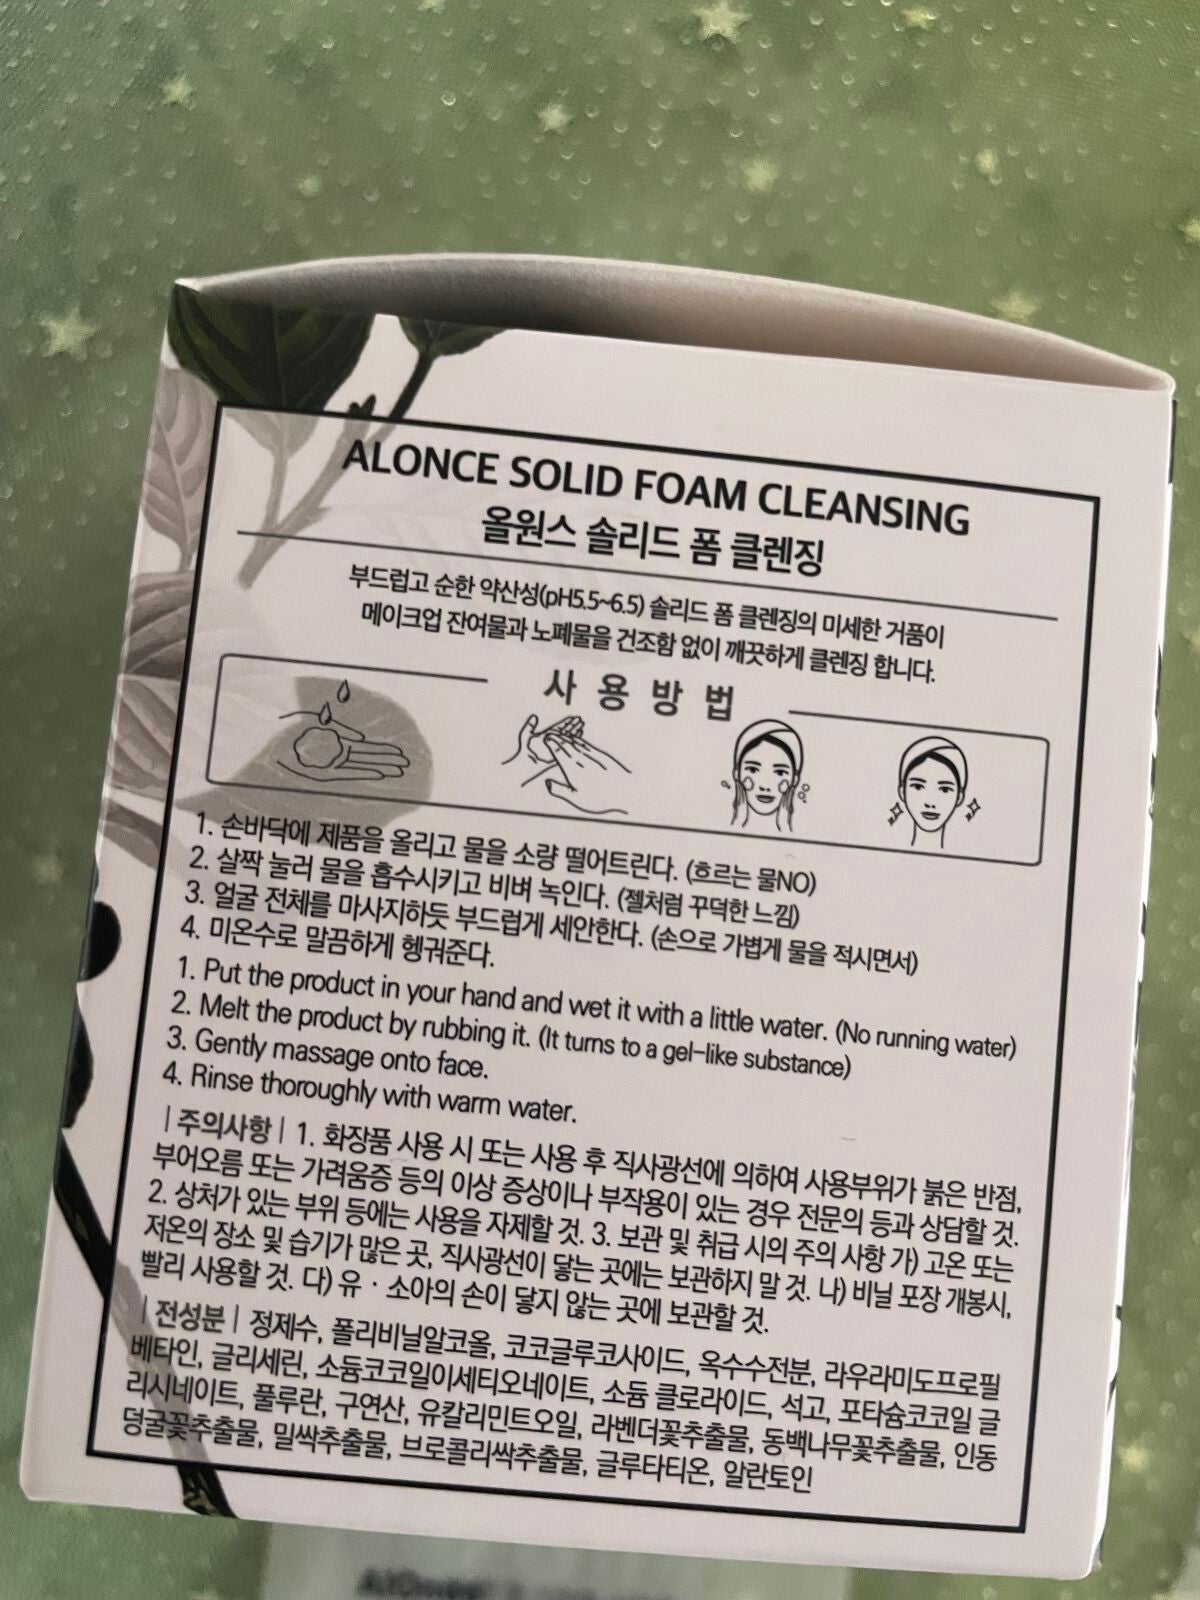 ALONCE SOLID FOAM CLEANSING
올원스 솔리드 폼 클렌징
부드럽고 순한 약산성(pH5.5~6.5) 솔리드 폼 클렌징의 미세한 거품이
메이크업 잔여물과 노폐물을 건조함 없이 깨끗하게 클렌징 합니다.
사용방법
1. 손바닥에 제품을 올리고 물을 소량 떨어트린다. (흐르는 물NO)
2. 살짝 눌러 물을 흡수시키고 비벼 녹인다. (젤처럼 꾸덕한 느낌)
3. 얼굴 전체를 마사지하듯 부드럽게 세안한다. (손으로 가볍게 물을 적시면서)
4. 미온수로 말끔하게 헹궈준다.
1. Put the product in your hand and wet it with a little water. (No running water)
2. Melt the product by rubbing it. (It turns to a gel-like substance)
3. Gently massage onto face.
4. Rinse thoroughly with warm water.
| 주의사항 | 1. 화장품 사용 시 또는 사용 후 직사광선에 의하여 사용부위가 붉은 반점,
부어오름 또는 가려움증 등의 이상 증상이나 부작용이 있는 경우 전문의 등과 상담할 것.
2. 상처가 있는 부위 등에는 사용을 자제할 것. 3. 보관 및 취급 시의 주의 사항 가) 고온 또는
저온의 장소 및 습기가 많은 곳, 직사광선이 닿는 곳에는 보관하지 말 것. 나) 비닐 포장 개봉시,
빨리 사용할 것. 다) 유 · 소아의 손이 닿지 않는 곳에 보관할 것.
| 전성분 | 정제수, 폴리비닐알코올, 코코글루코사이드, 옥수수전분, 라우라미도프로필
베타인, 글리세린, 소듐코코일이세티오네이트, 소듐 클로라이드, 석고, 포타슘코코일 글
리시네이트, 풀루란, 구연산, 유칼리민트오일, 라벤더꽃추출물, 동백나무꽃추출물, 인동
덩굴꽃추출물, 밀싹추출물, 브로콜리싹추출물, 글루타티온, 알란토인